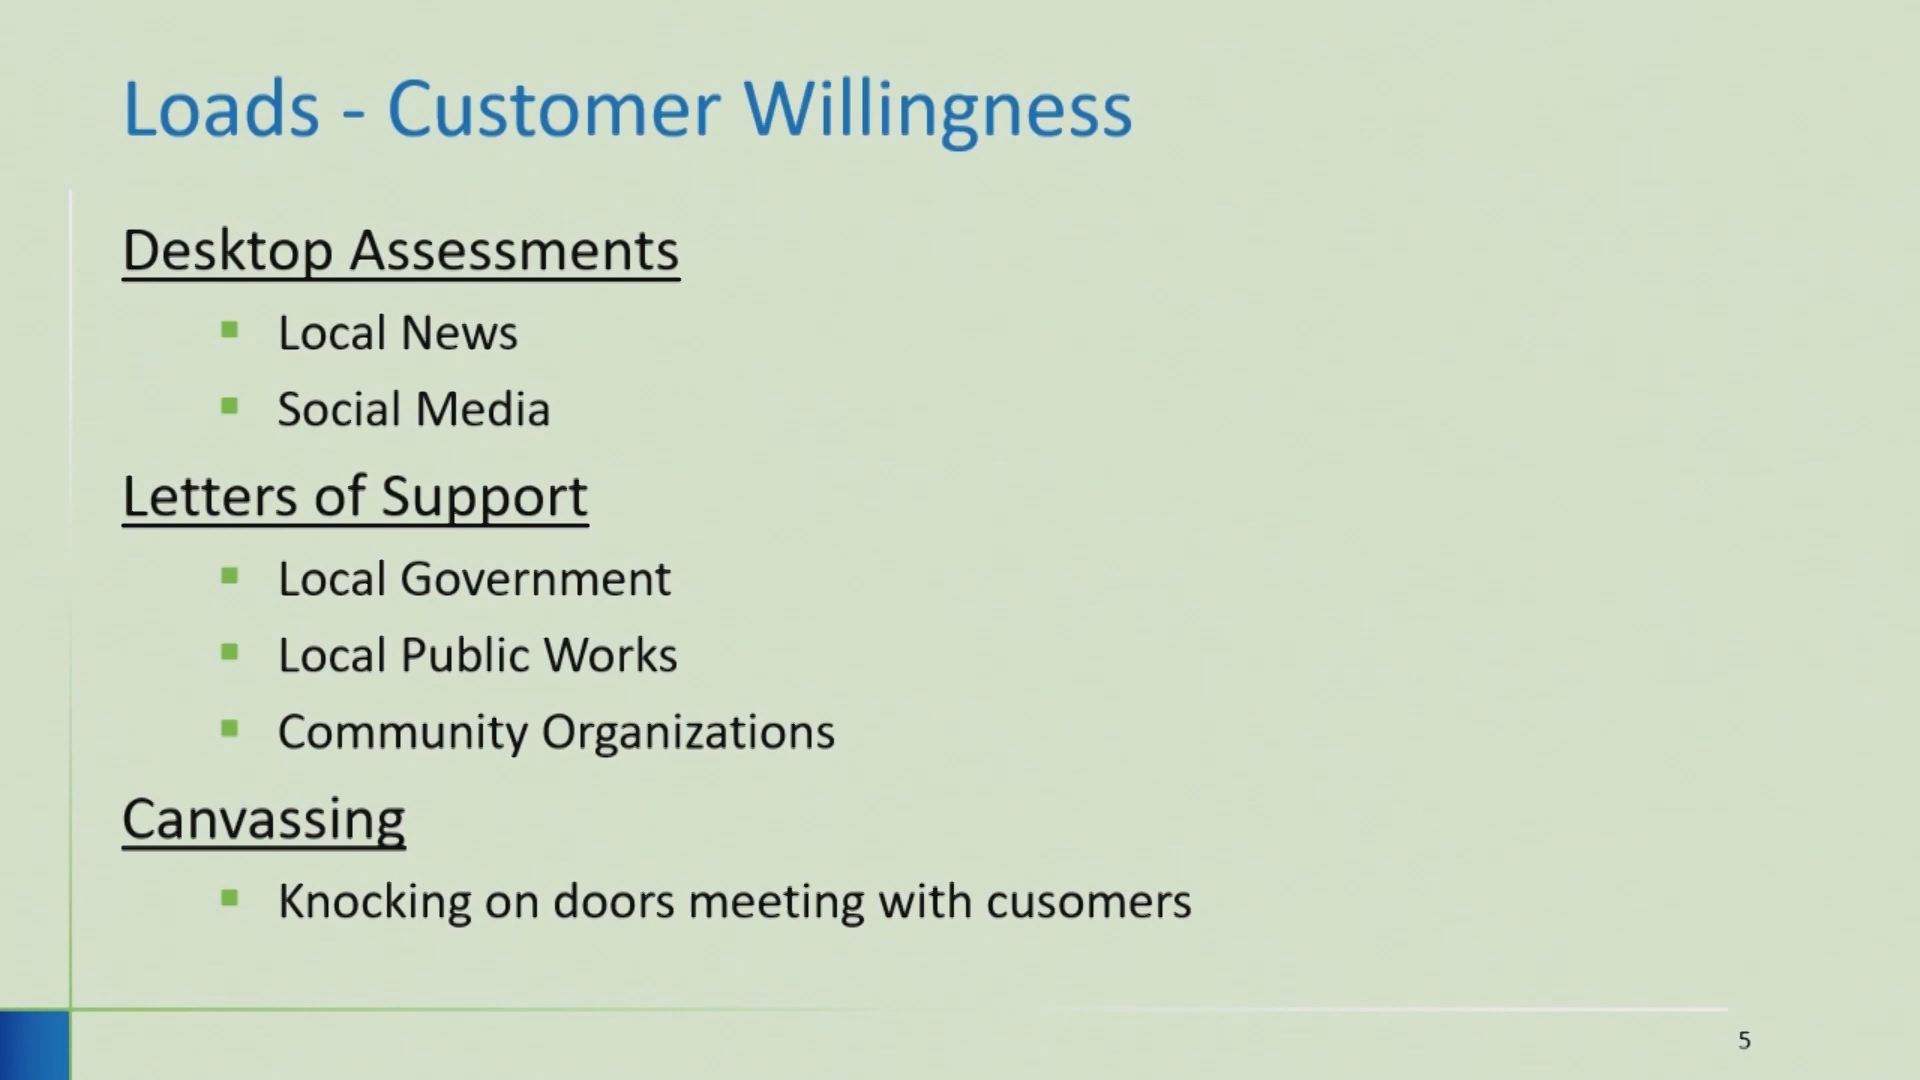 Loads - Customer Willingness
Desktop Assessments
Local News
Social Media
Letters of Support
Local Government
Local Public Works
Community Organizations
Canvassing
Knocking on doors meeting with cusomers
5